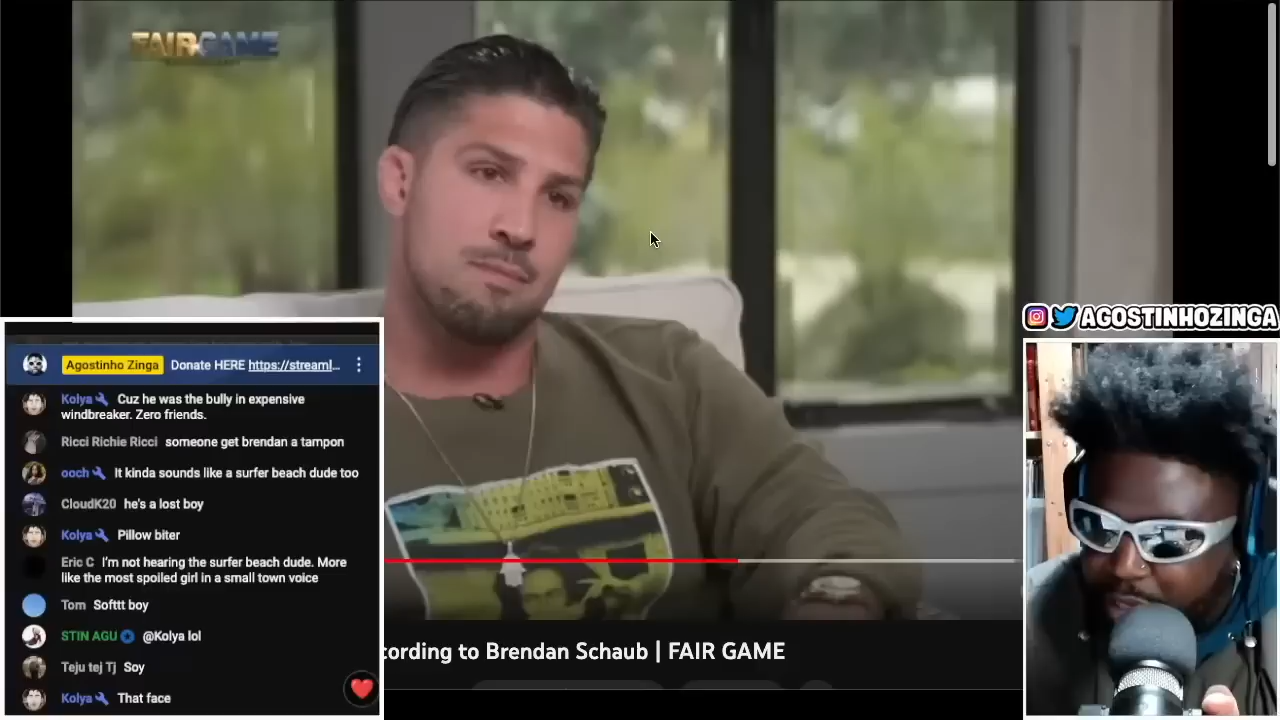 FAIR GAME
AGOSTINHOZINGA
Agostinho Zinga Donate HERE https://streaml...
Kolya Cuz he was the bully in expensive
windbreaker. Zero friends.
Ricci Richie Ricci someone get brendan a tampon
ooch It kinda sounds like a surfer beach dude too
CloudK20 he's a lost boy
Kolya Pillow biter
Eric C I'm not hearing the surfer beach dude. More
like the most spoiled girl in a small town voice
Tom Softtt boy
STIN AGU @Kolya lol
Teju tej Tj Soy
Kolya That face
cording to Brendan Schaub | FAIR GAME